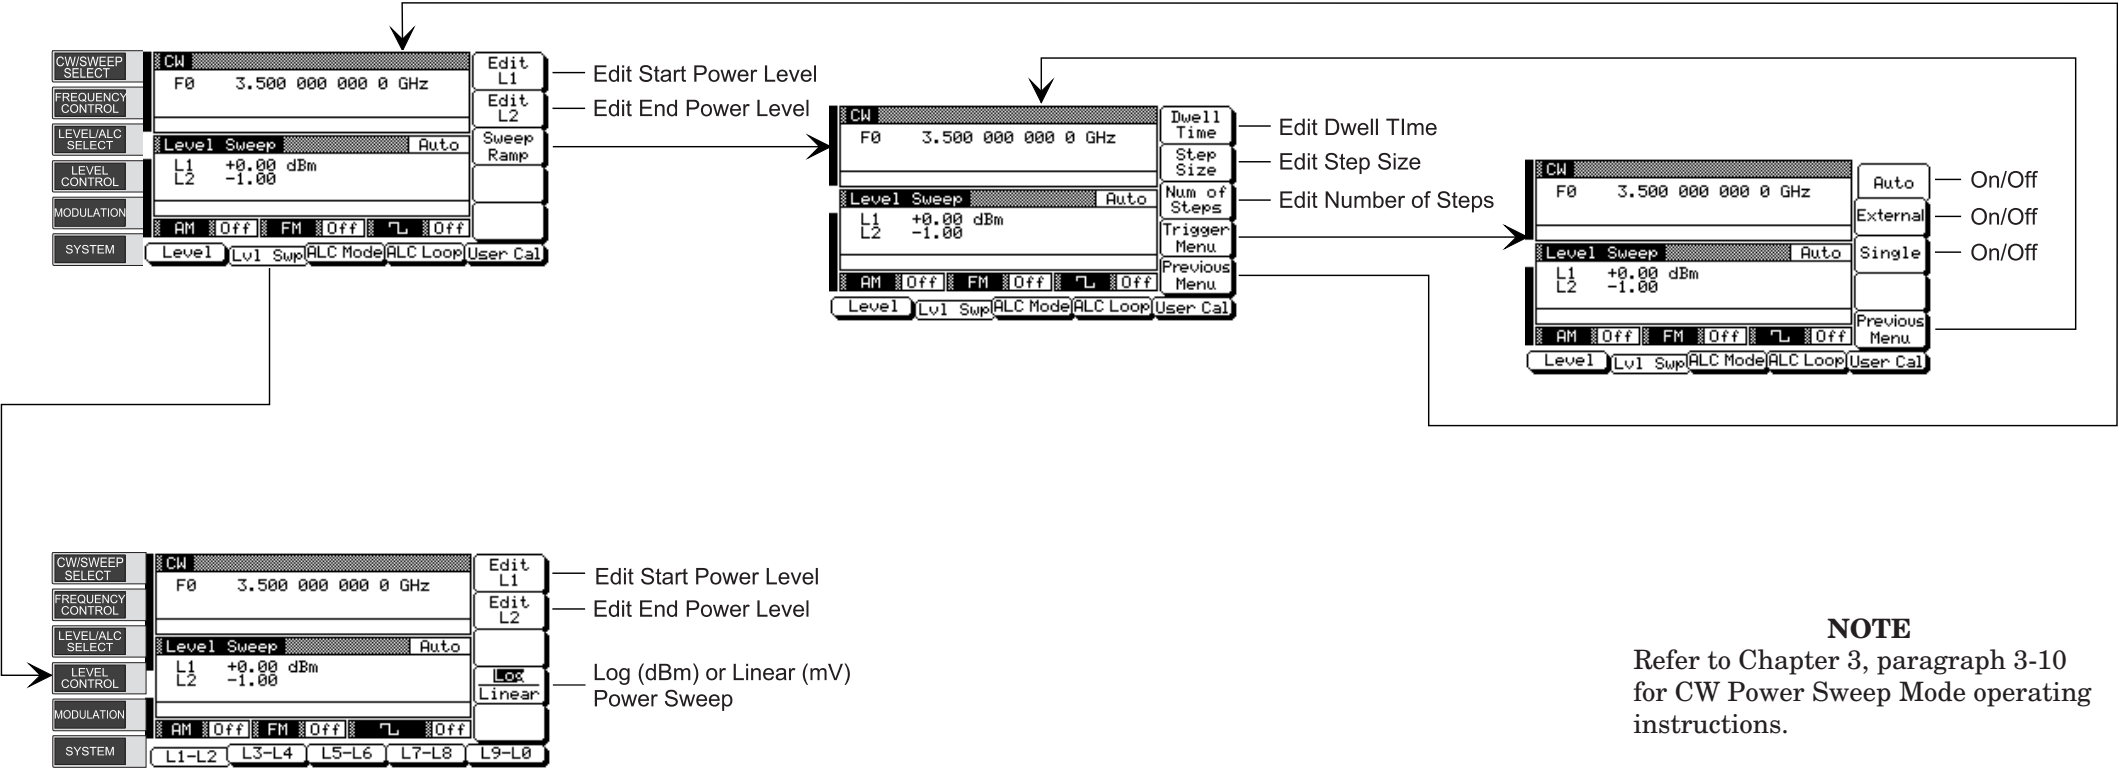 CW/SWEEP
SELECT
FREQUENCY
CONTROL
LEVEL/ALC
SELECT
LEVEL
CONTROL
MODULATION
SYSTEM
CW
F0 3.500 000 000 0 GHz
Level Sweep Auto
L1 +0.00 dBm
L2 -1.00
AM Off FM Off Off
Level Lvl Swp ALC Mode ALC Loop User Cal
Edit
L1
Edit
L2
Sweep
Ramp
Edit Start Power Level
Edit End Power Level
CW
F0 3.500 000 000 0 GHz
Level Sweep Auto
L1 +0.00 dBm
L2 -1.00
AM Off FM Off Off
Level Lvl Swp ALC Mode ALC Loop User Cal
Dwell
Time
Step
Size
Num of
Steps
Trigger
Menu
Previous
Menu
Edit Dwell TIme
Edit Step Size
Edit Number of Steps
CW
F0 3.500 000 000 0 GHz
Level Sweep Auto
L1 +0.00 dBm
L2 -1.00
AM Off FM Off Off
Level Lvl Swp ALC Mode ALC Loop User Cal
Auto
External
Single
Previous
Menu
On/Off
On/Off
On/Off
CW/SWEEP
SELECT
FREQUENCY
CONTROL
LEVEL/ALC
SELECT
LEVEL
CONTROL
MODULATION
SYSTEM
CW
F0 3.500 000 000 0 GHz
Level Sweep Auto
L1 +0.00 dBm
L2 -1.00
AM Off FM Off Off
L1-L2 L3-L4 L5-L6 L7-L8 L9-L0
Edit
L1
Edit
L2
Log
Linear
Edit Start Power Level
Edit End Power Level
Log (dBm) or Linear (mV)
Power Sweep
NOTE
Refer to Chapter 3, paragraph 3-10
for CW Power Sweep Mode operating
instructions.